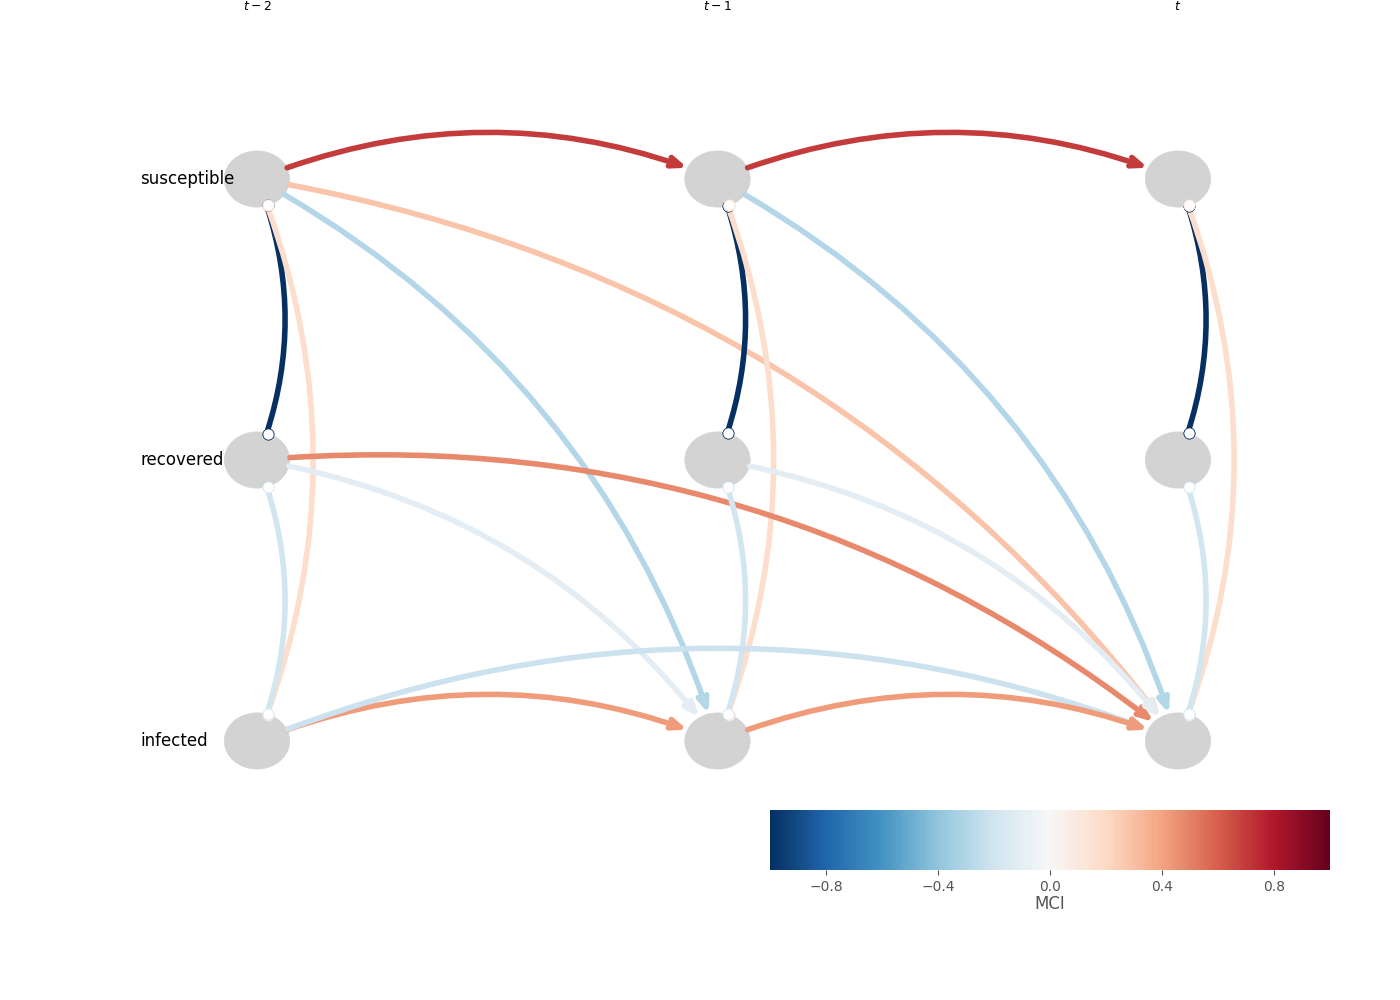 t − 2 t − 1 t
susceptible
recovered
infected
−0.8 −0.4 0.0 0.4 0.8
MCI